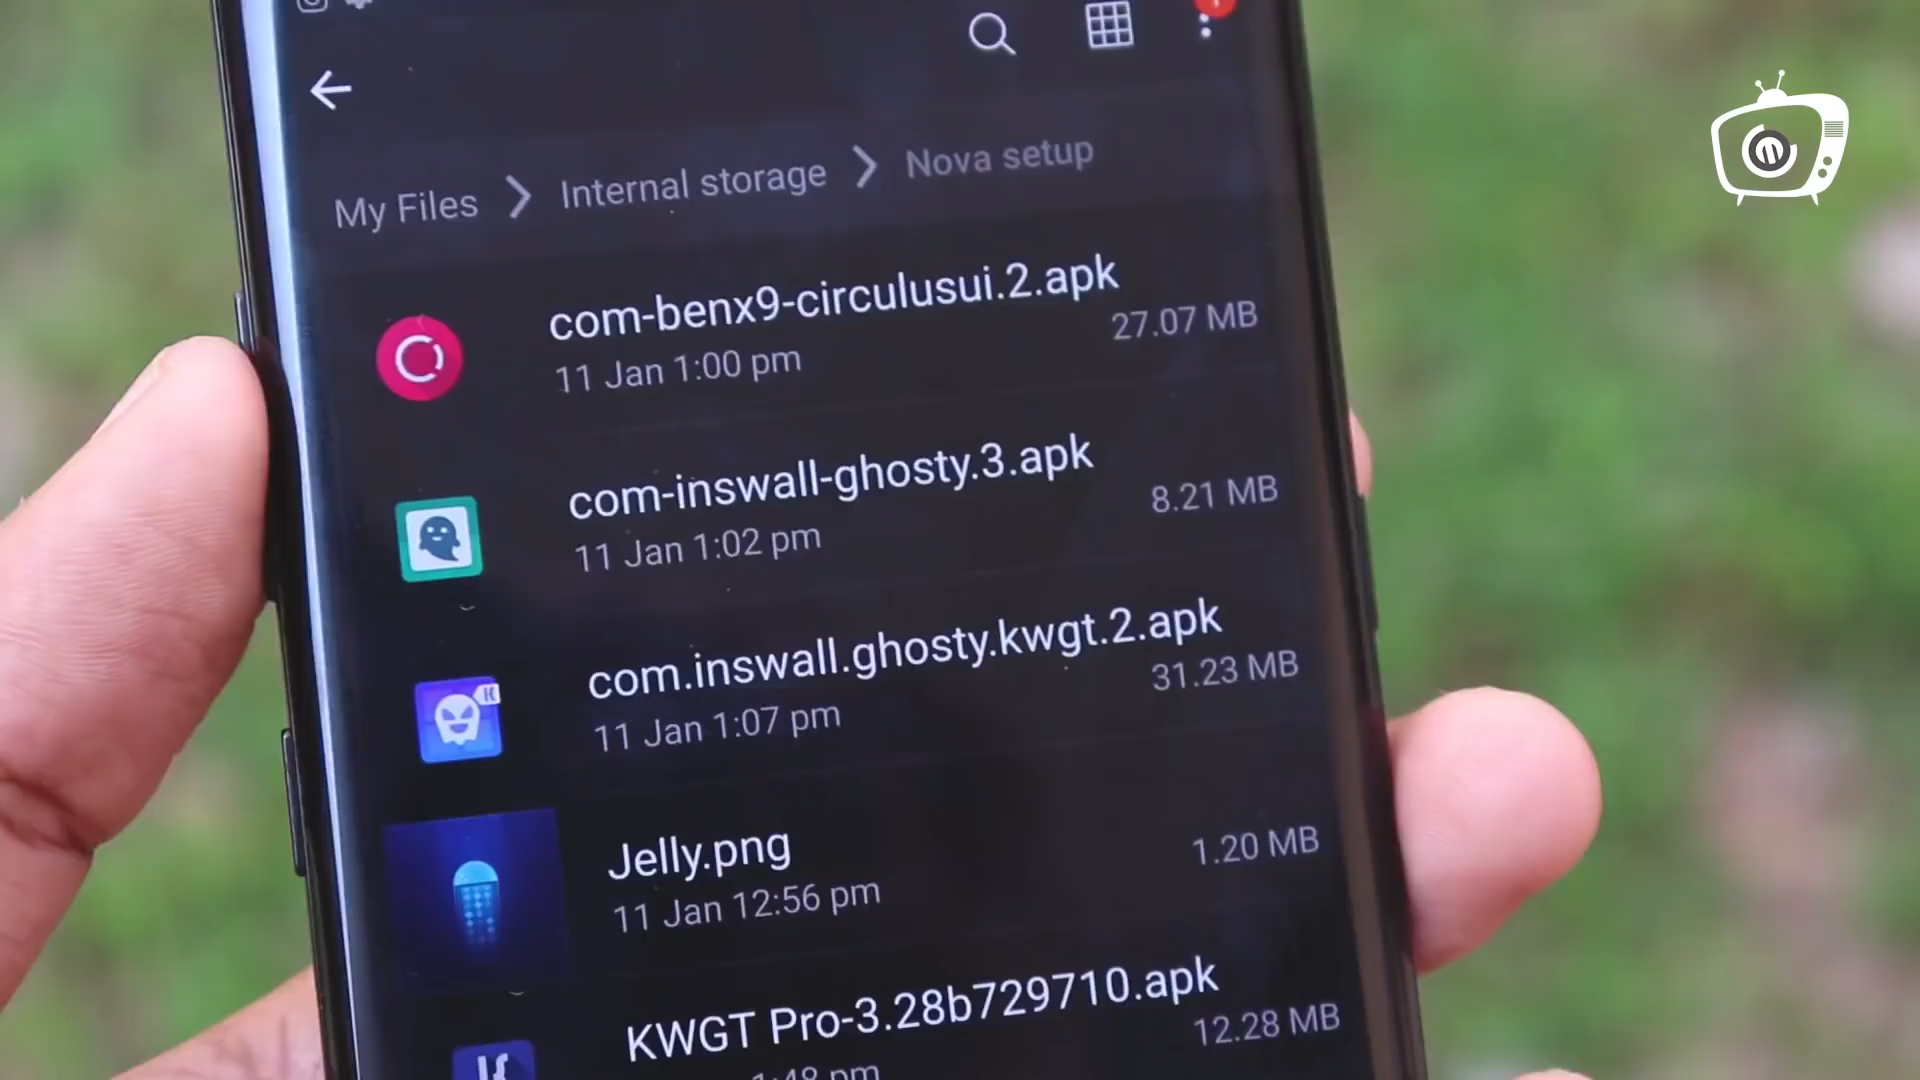 My Files > Internal storage > Nova setup
com-benx9-circulusui.2.apk
11 Jan 1:00 pm
27.07 MB
com-inswall-ghosty.3.apk
11 Jan 1:02 pm
8.21 MB
com.inswall.ghosty.kwgt.2.apk
11 Jan 1:07 pm
31.23 MB
Jelly.png
11 Jan 12:56 pm
1.20 MB
KWGT Pro-3.28b729710.apk
1:48 pm
12.28 MB